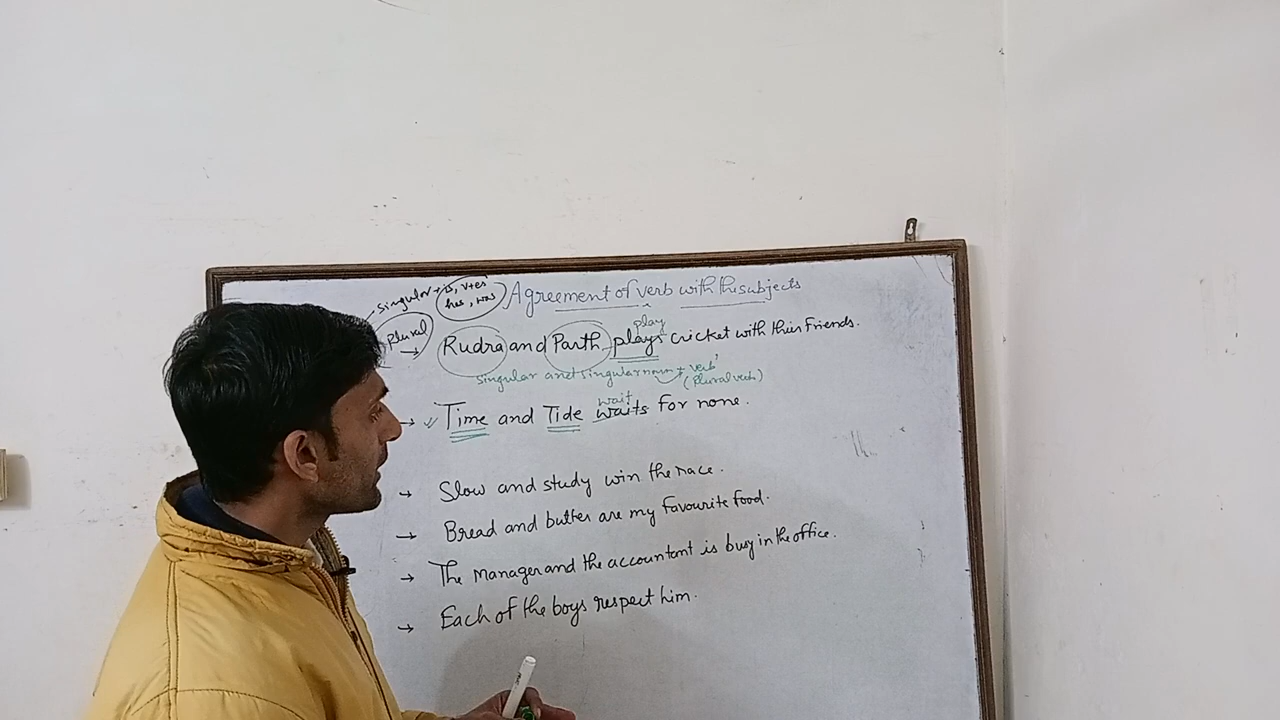 Agreement of verb with the subjects
singular + is, v+es
has, was
Plural
play
→ Rudra and Parth plays cricket with their Friends.
singular and singular noun + verb
(Plural verb)
wait
→ Time and Tide waits for none.
→ Slow and study win the race.
→ Bread and butter are my favourite food.
→ The manager and the accountant is busy in the office.
→ Each of the boys respect him.